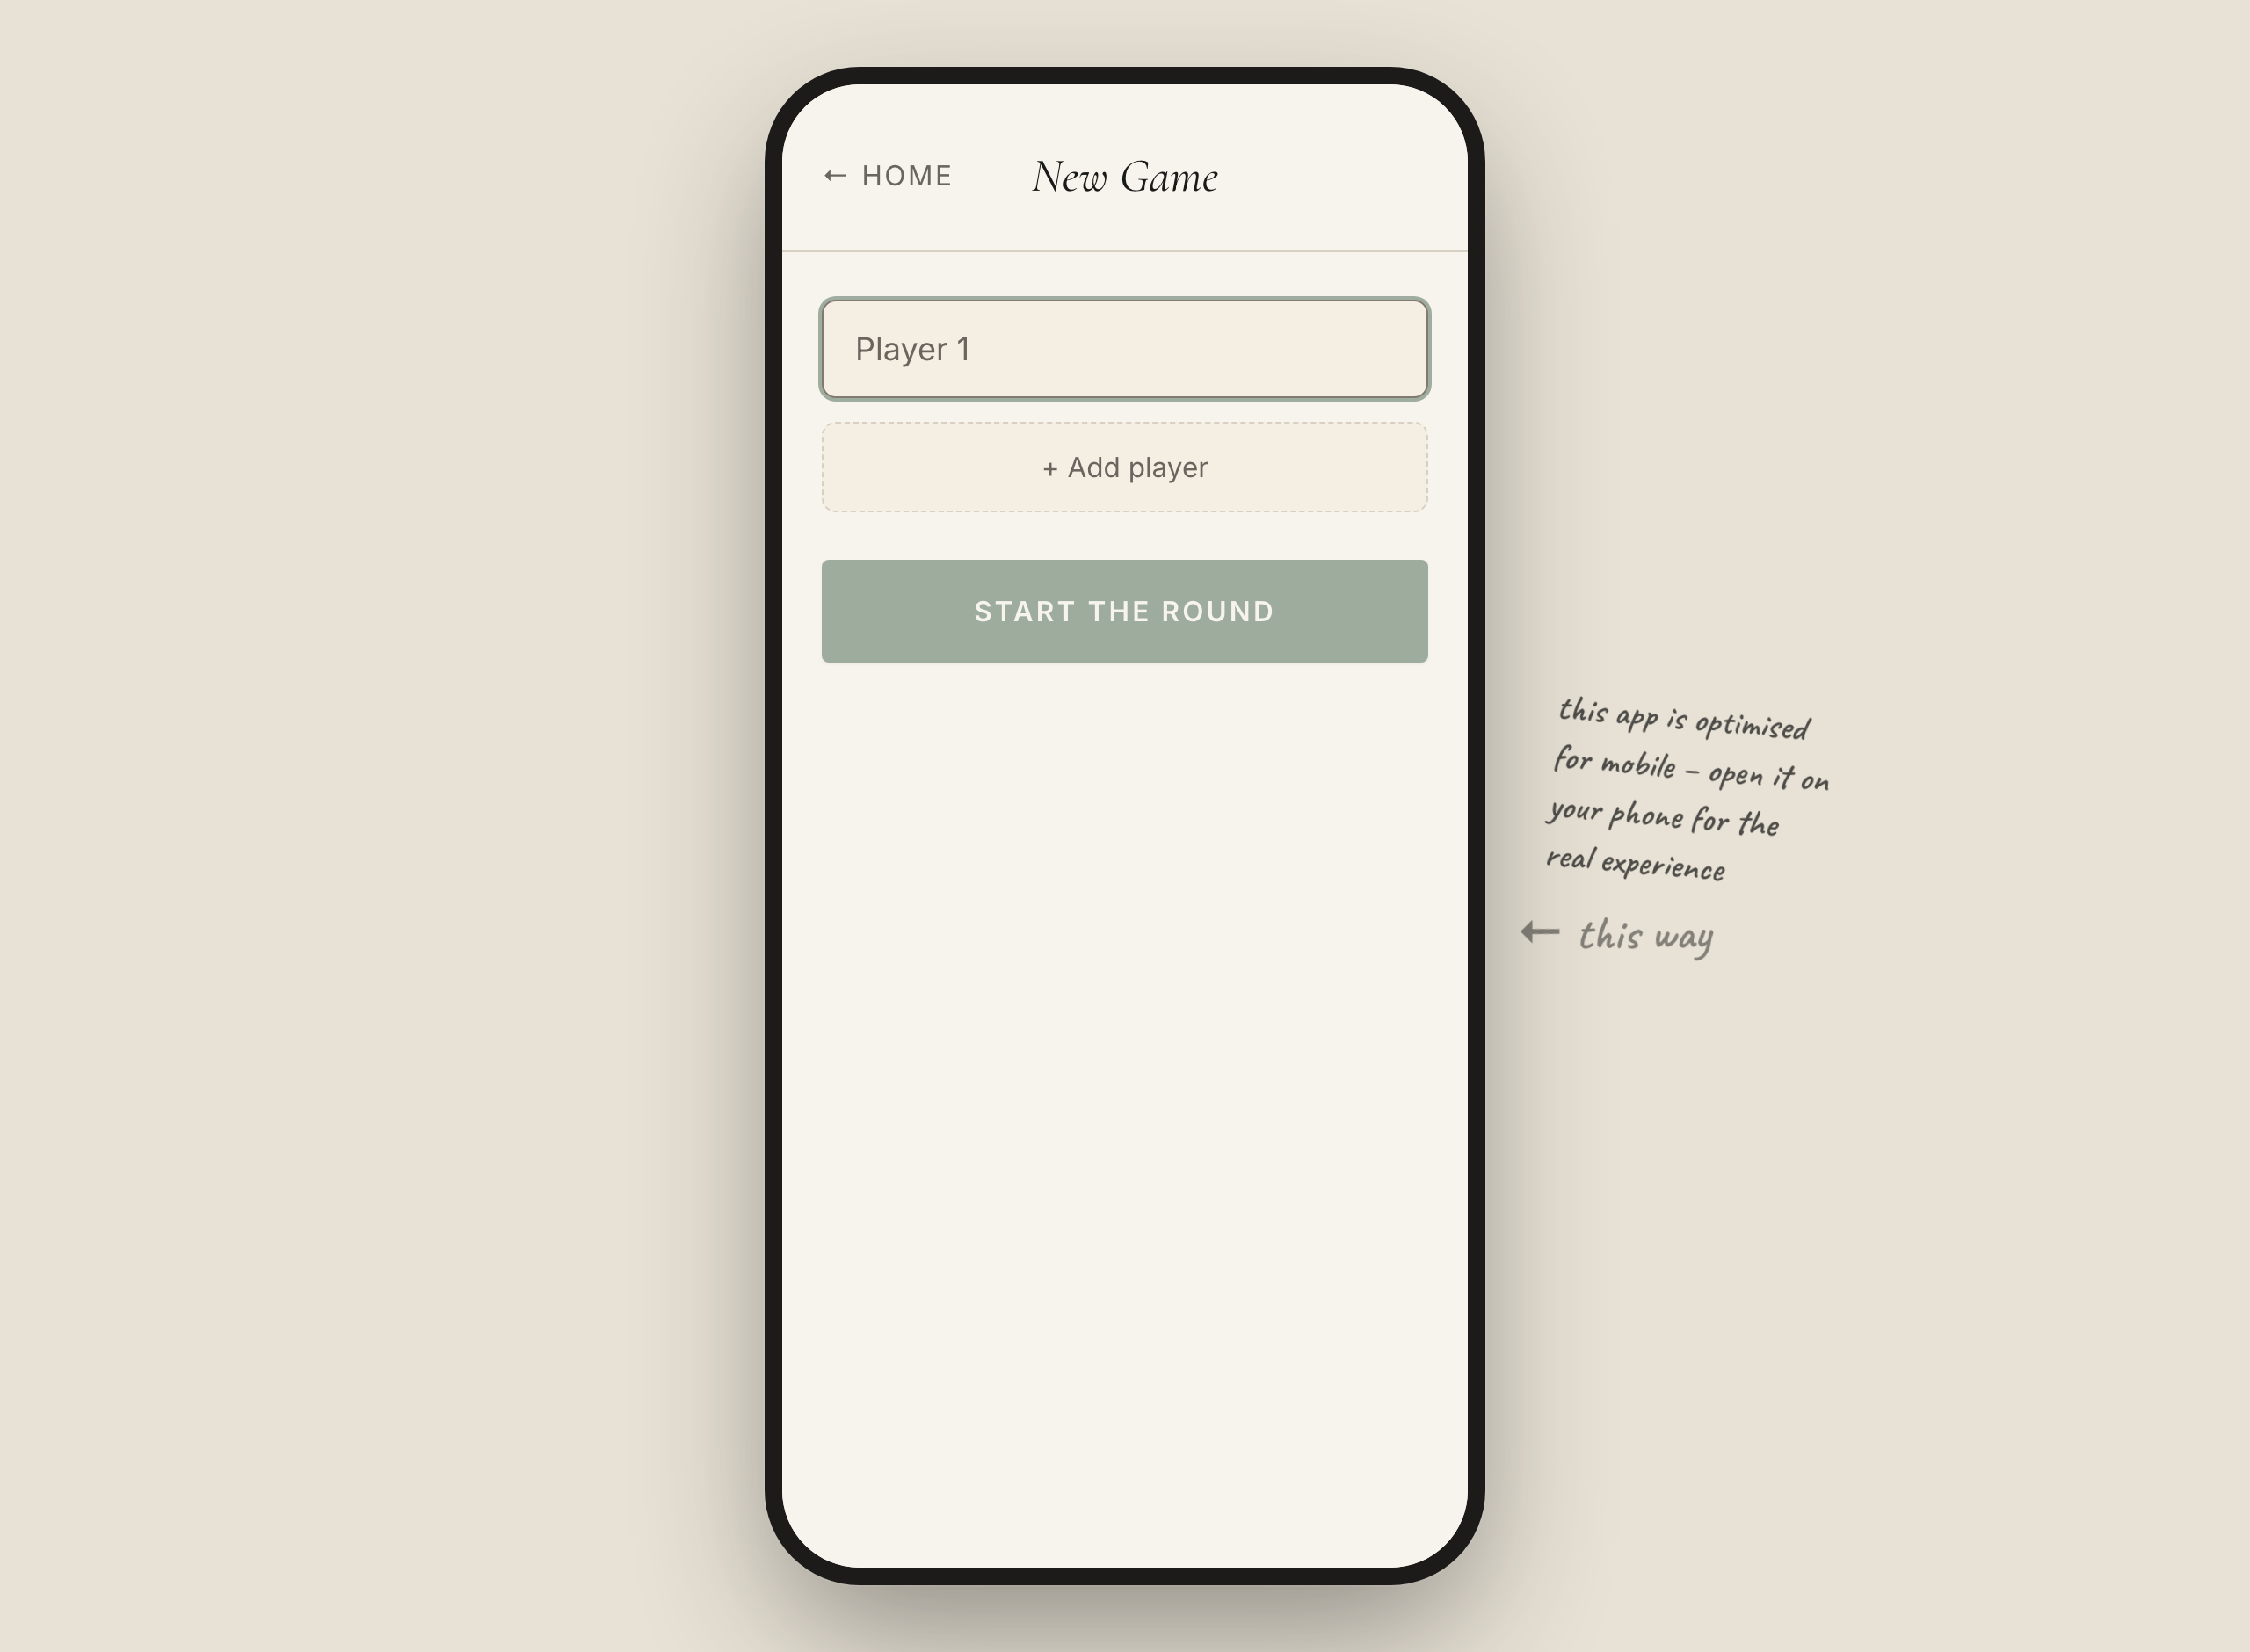 ← HOME
New Game
Player 1
+ Add player
START THE ROUND
this app is optimised
for mobile – open it on
your phone for the
real experience
← this way